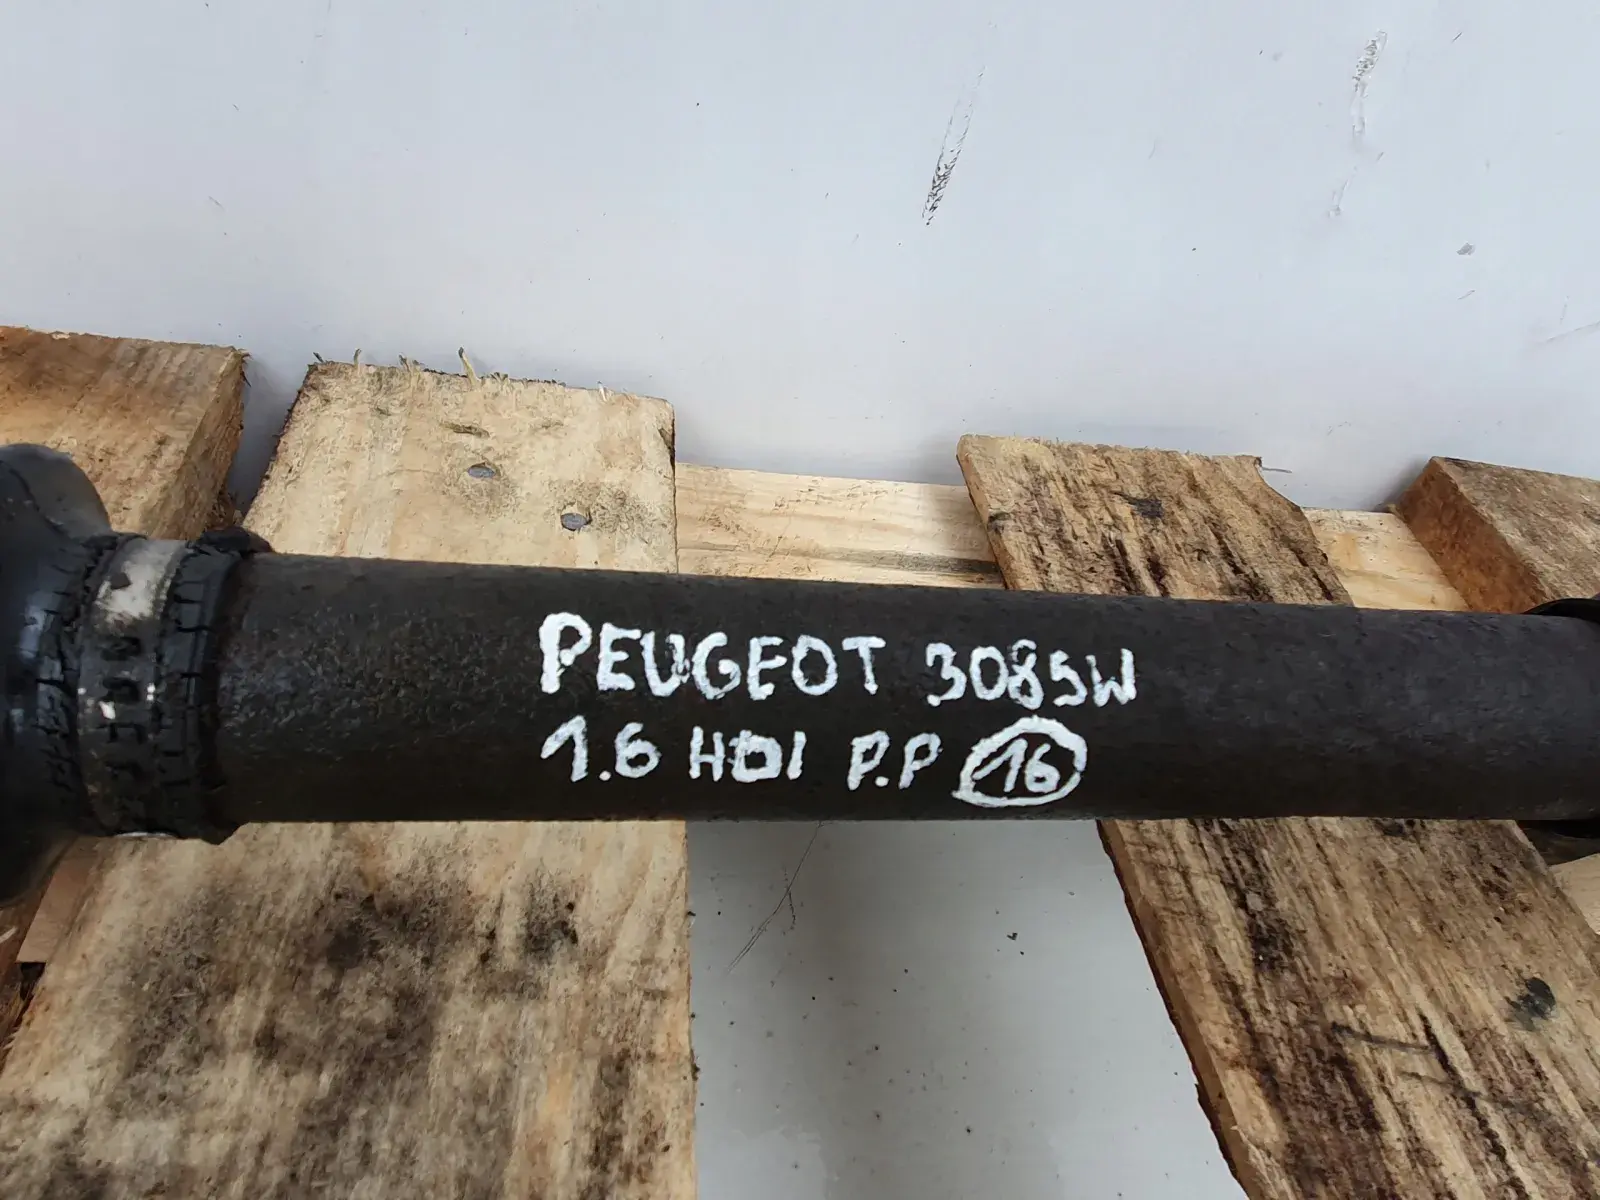 PEUGEOT 308SW
1.6 HDI P.P 16